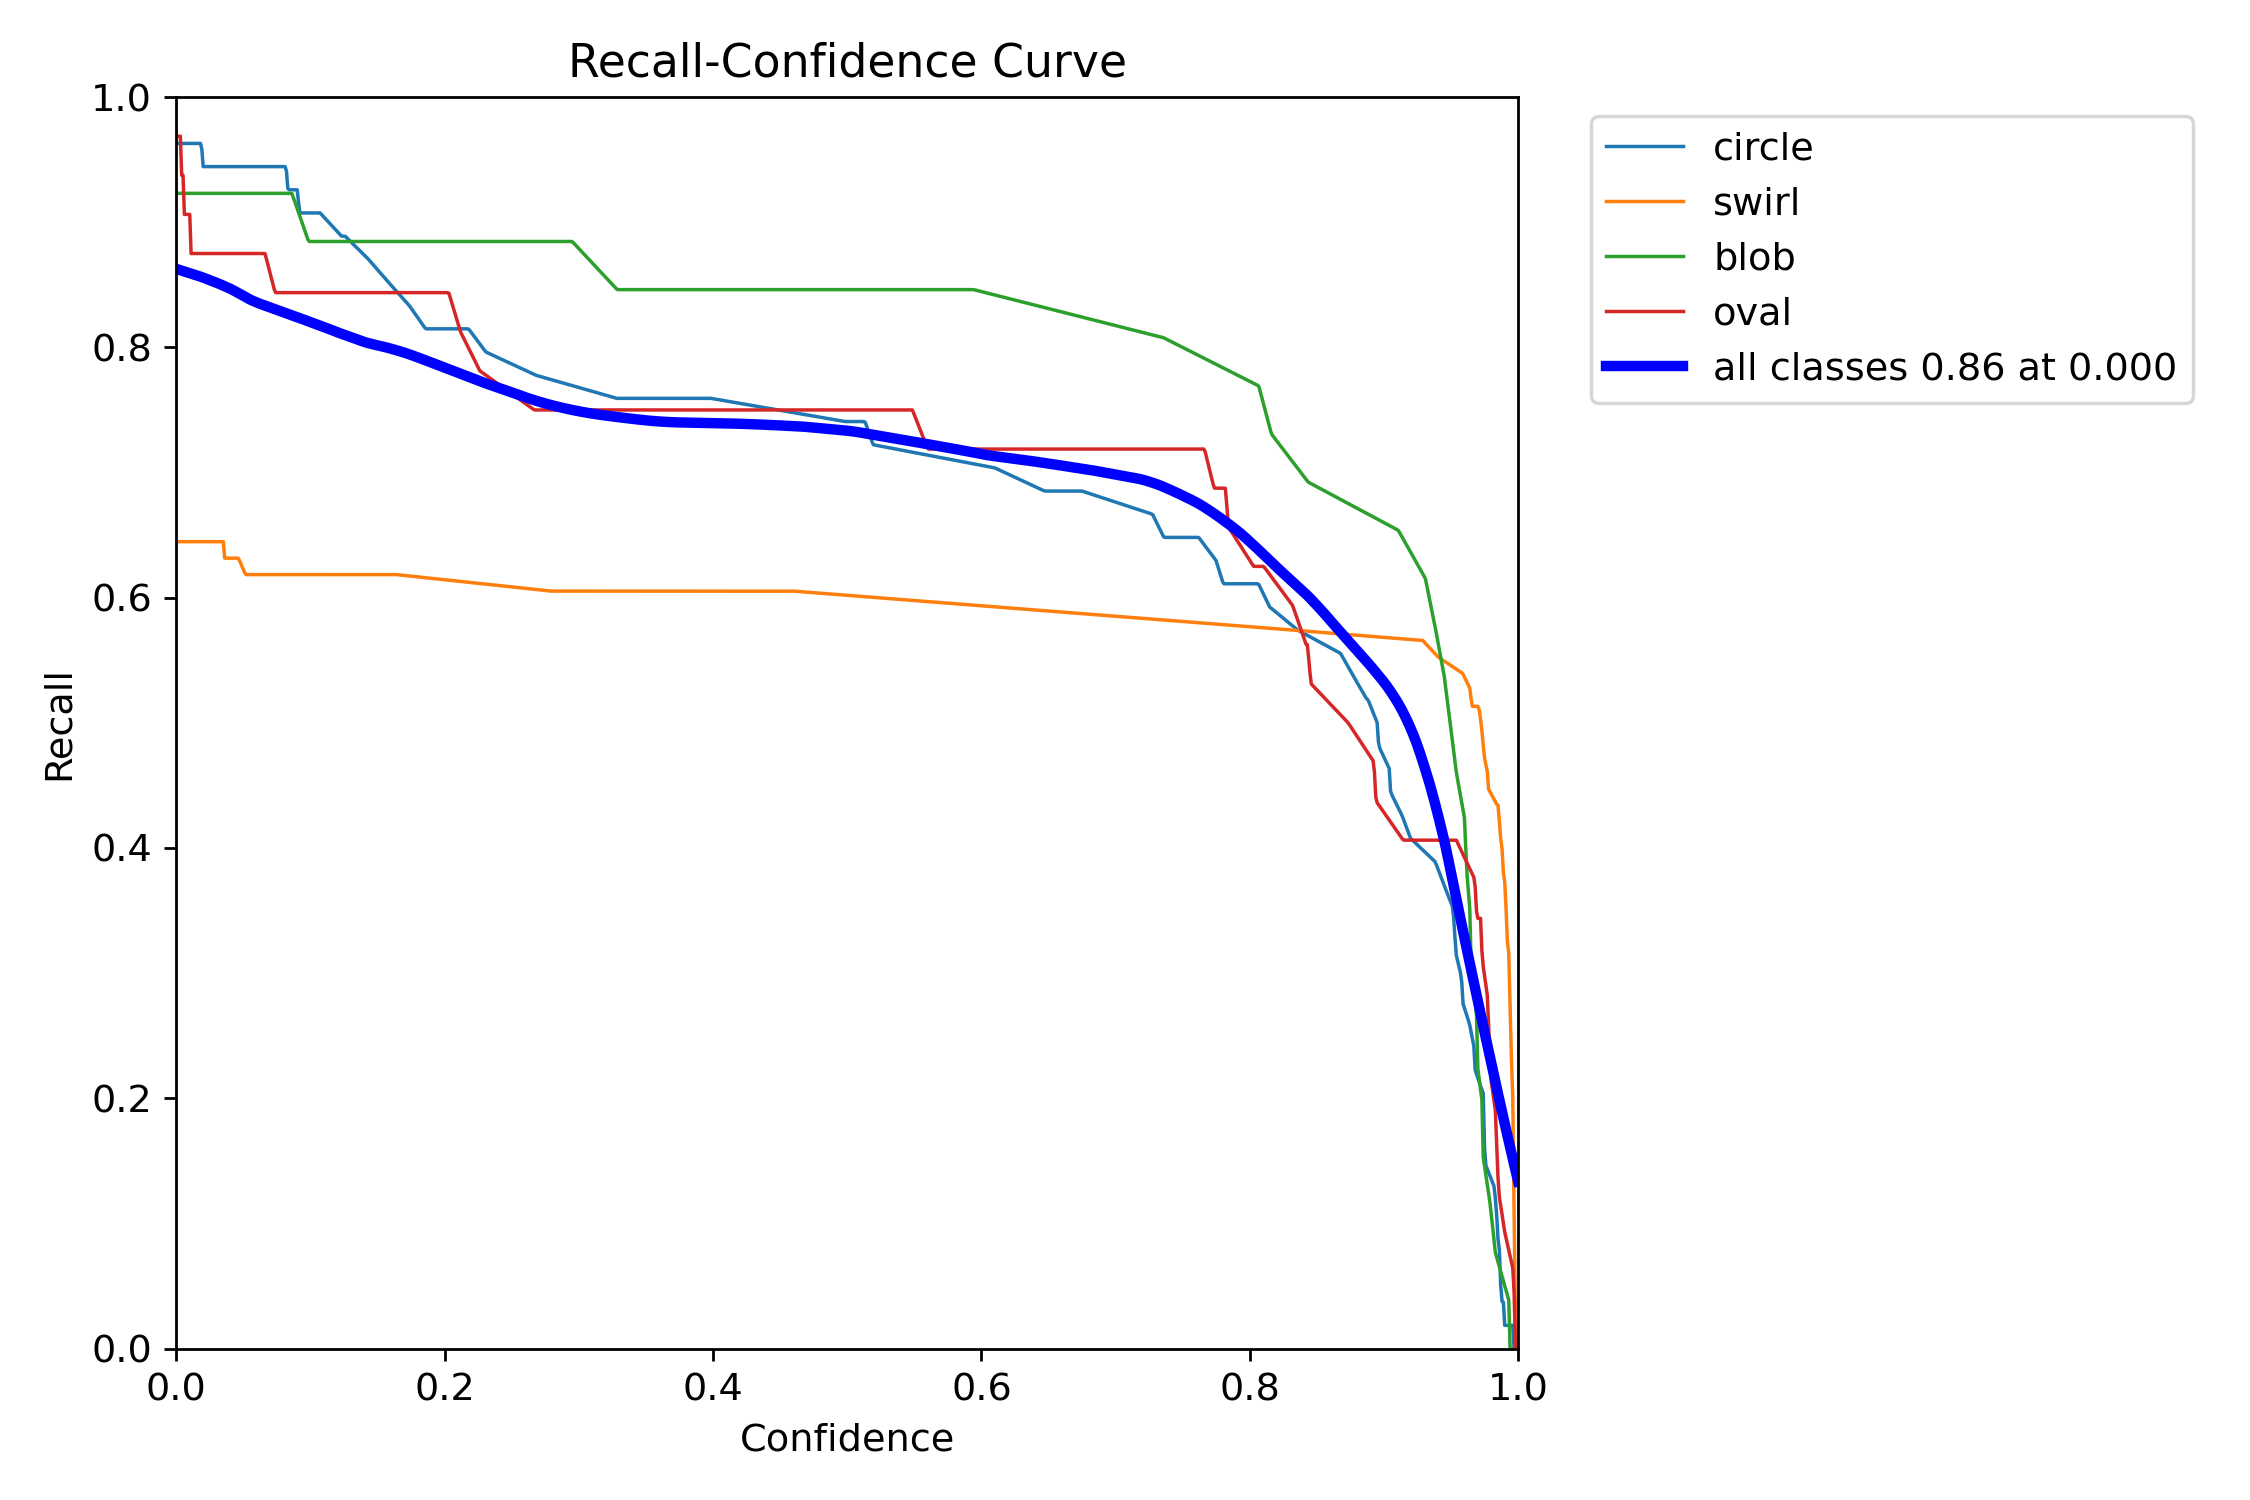 Recall-Confidence Curve
1.0
0.8
0.6
0.4
0.2
0.0
Recall
0.0 0.2 0.4 0.6 0.8 1.0
Confidence
circle
swirl
blob
oval
all classes 0.86 at 0.000